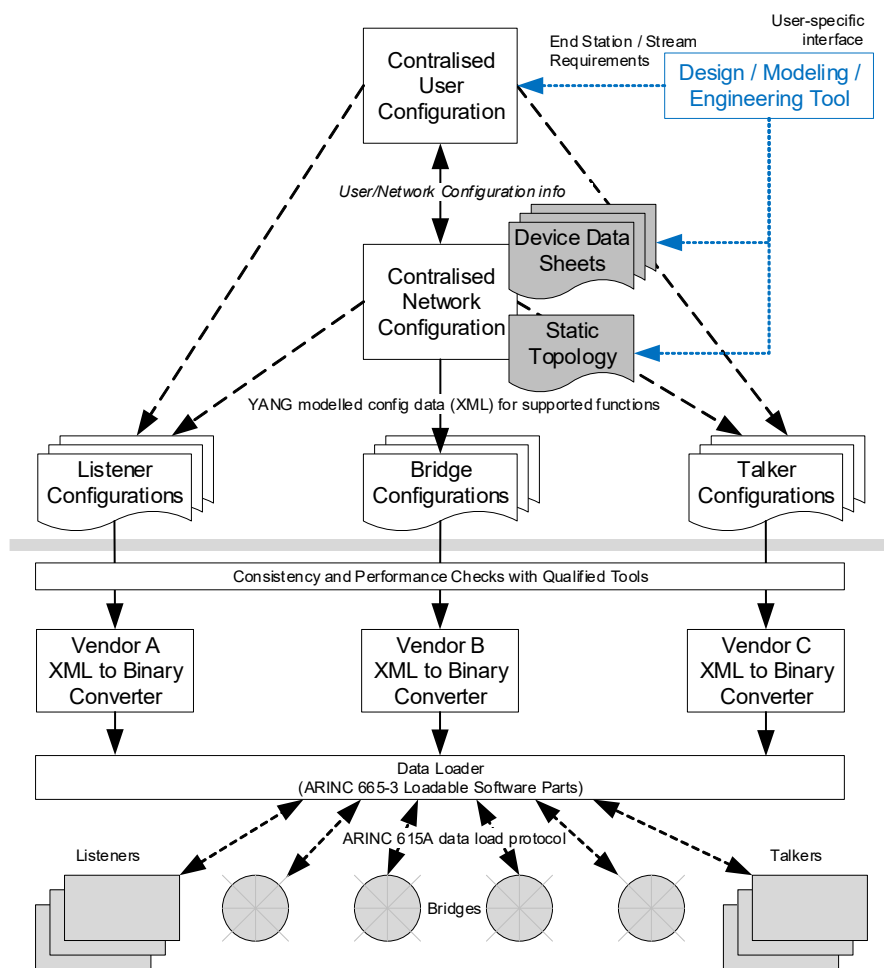 User-specific
interface
End Station / Stream
Requirements
Contralised
User
Configuration
Design / Modeling /
Engineering Tool
User/Network Configuration info
Device Data
Sheets
Contralised
Network
Configuration
Static
Topology
YANG modelled config data (XML) for supported functions
Listener
Configurations
Bridge
Configurations
Talker
Configurations
Consistency and Performance Checks with Qualified Tools
Vendor A
XML to Binary
Converter
Vendor B
XML to Binary
Converter
Vendor C
XML to Binary
Converter
Data Loader
(ARINC 665-3 Loadable Software Parts)
ARINC 615A data load protocol
Listeners
Talkers
Bridges